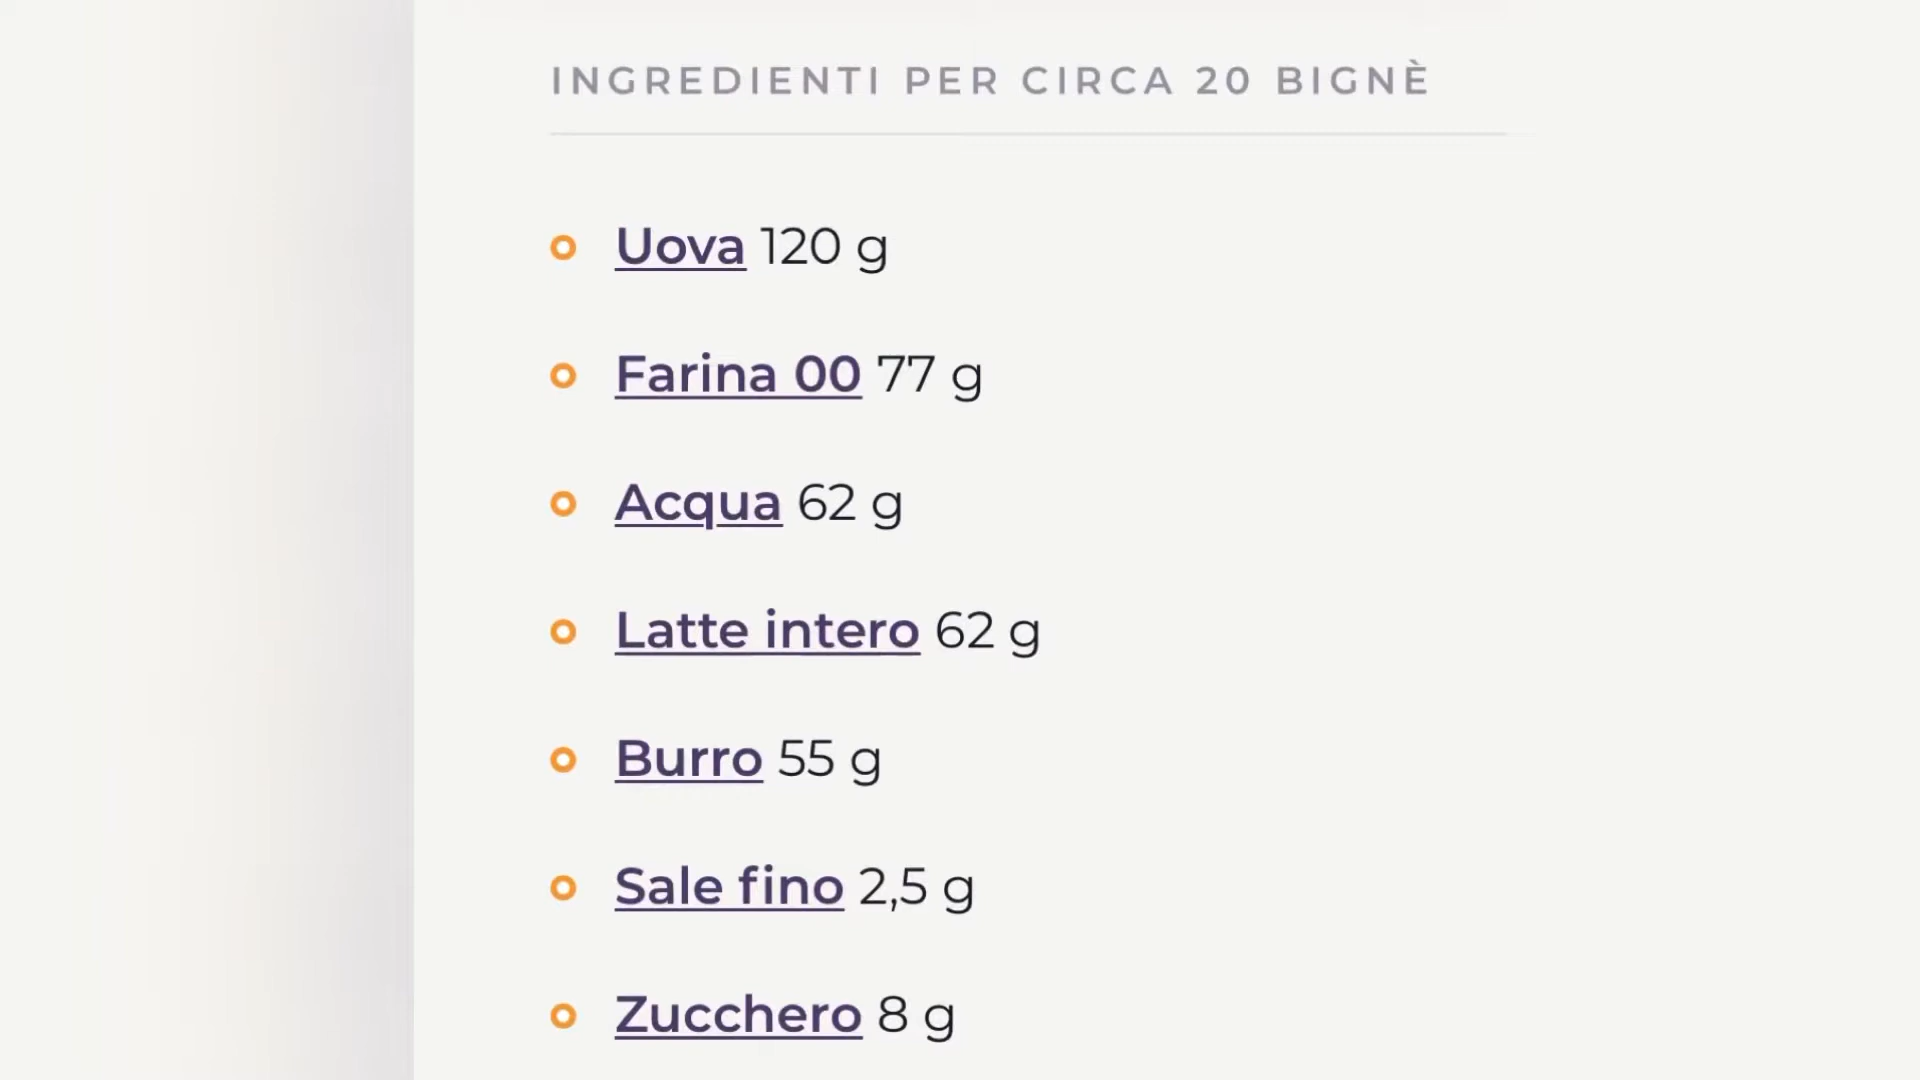 INGREDIENTI PER CIRCA 20 BIGNÈ
Uova 120 g
Farina 00 77 g
Acqua 62 g
Latte intero 62 g
Burro 55 g
Sale fino 2,5 g
Zucchero 8 g